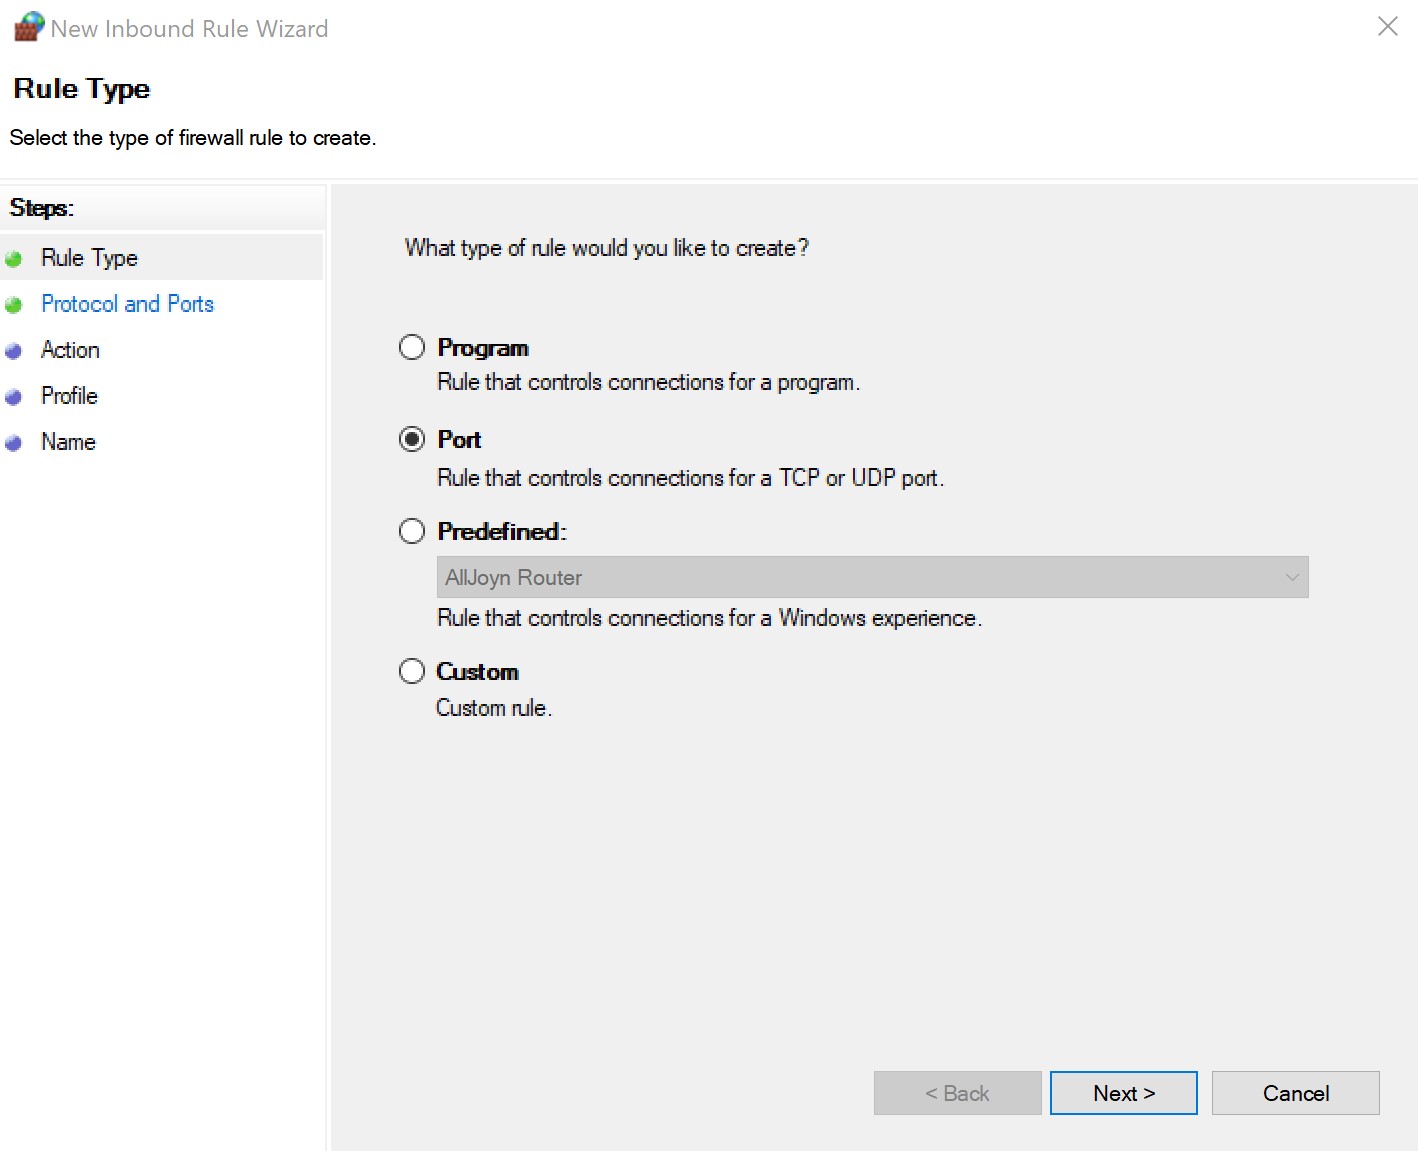 New Inbound Rule Wizard
Rule Type
Select the type of firewall rule to create.
Steps:
Rule Type
Protocol and Ports
Action
Profile
Name
What type of rule would you like to create?
Program
Rule that controls connections for a program.
Port
Rule that controls connections for a TCP or UDP port.
Predefined:
AllJoyn Router
Rule that controls connections for a Windows experience.
Custom
Custom rule.
< Back
Next >
Cancel